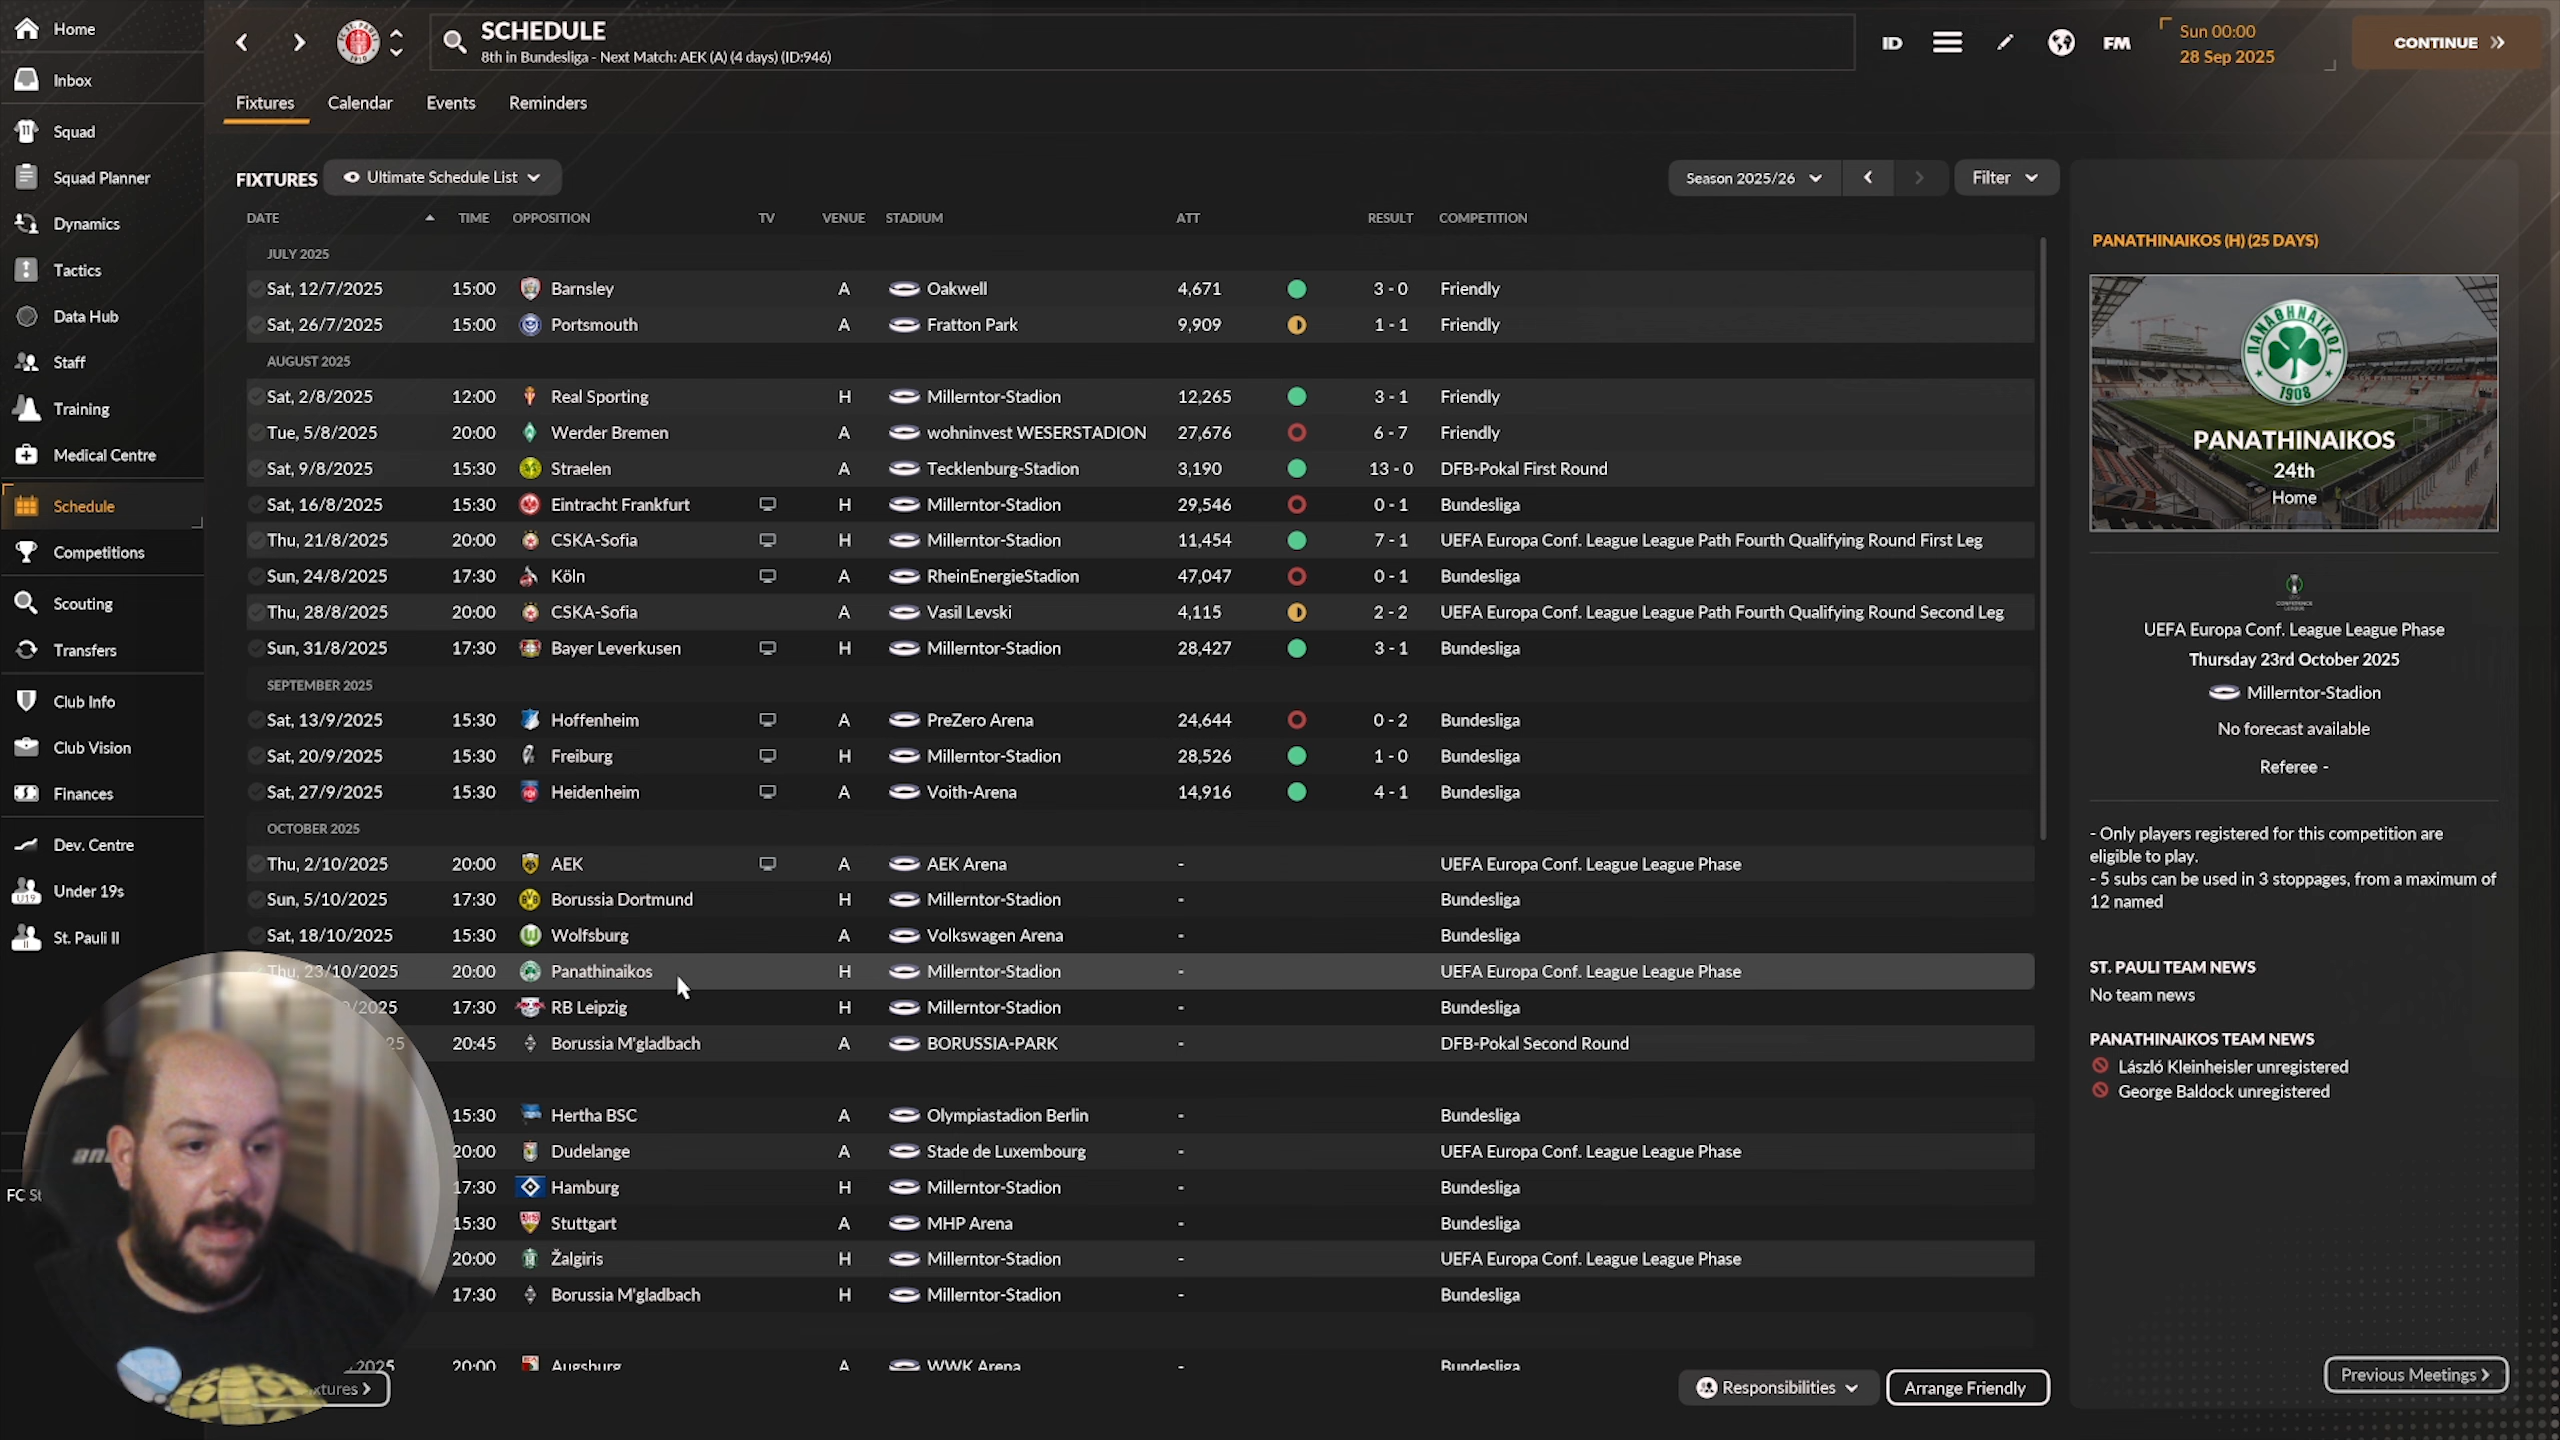 Home
Inbox
Squad
Squad Planner
Dynamics
Tactics
Data Hub
Staff
Training
Medical Centre
Schedule
Competitions
Scouting
Transfers
Club Info
Club Vision
Finances
Dev. Centre
Under 19s
St. Pauli II
SCHEDULE
8th in Bundesliga - Next Match: AEK (A) (4 days) (ID:946)
ID
FM
Sun 00:00
28 Sep 2025
CONTINUE
Fixtures Calendar Events Reminders
FIXTURES Ultimate Schedule List Season 2025/26 Filter
DATE TIME OPPOSITION TV VENUE STADIUM ATT RESULT COMPETITION
JULY 2025
Sat, 12/7/2025 15:00 Barnsley A Oakwell 4,671 3 - 0 Friendly
Sat, 26/7/2025 15:00 Portsmouth A Fratton Park 9,909 1 - 1 Friendly
AUGUST 2025
Sat, 2/8/2025 12:00 Real Sporting H Millerntor-Stadion 12,265 3 - 1 Friendly
Tue, 5/8/2025 20:00 Werder Bremen A wohninvest WESERSTADION 27,676 6 - 7 Friendly
Sat, 9/8/2025 15:30 Straelen A Tecklenburg-Stadion 3,190 13 - 0 DFB-Pokal First Round
Sat, 16/8/2025 15:30 Eintracht Frankfurt H Millerntor-Stadion 29,546 0 - 1 Bundesliga
Thu, 21/8/2025 20:00 CSKA-Sofia H Millerntor-Stadion 11,454 7 - 1 UEFA Europa Conf. League League Path Fourth Qualifying Round First Leg
Sun, 24/8/2025 17:30 Köln A RheinEnergieStadion 47,047 0 - 1 Bundesliga
Thu, 28/8/2025 20:00 CSKA-Sofia A Vasil Levski 4,115 2 - 2 UEFA Europa Conf. League League Path Fourth Qualifying Round Second Leg
Sun, 31/8/2025 17:30 Bayer Leverkusen H Millerntor-Stadion 28,427 3 - 1 Bundesliga
SEPTEMBER 2025
Sat, 13/9/2025 15:30 Hoffenheim A PreZero Arena 24,644 0 - 2 Bundesliga
Sat, 20/9/2025 15:30 Freiburg H Millerntor-Stadion 28,526 1 - 0 Bundesliga
Sat, 27/9/2025 15:30 Heidenheim A Voith-Arena 14,916 4 - 1 Bundesliga
OCTOBER 2025
Thu, 2/10/2025 20:00 AEK A AEK Arena - UEFA Europa Conf. League League Phase
Sun, 5/10/2025 17:30 Borussia Dortmund H Millerntor-Stadion - Bundesliga
Sat, 18/10/2025 15:30 Wolfsburg A Volkswagen Arena - Bundesliga
Thu, 23/10/2025 20:00 Panathinaikos H Millerntor-Stadion - UEFA Europa Conf. League League Phase
/2025 17:30 RB Leipzig H Millerntor-Stadion - Bundesliga
25 20:45 Borussia M'gladbach A BORUSSIA-PARK - DFB-Pokal Second Round
15:30 Hertha BSC A Olympiastadion Berlin - Bundesliga
20:00 Dudelange A Stade de Luxembourg - UEFA Europa Conf. League League Phase
17:30 Hamburg H Millerntor-Stadion - Bundesliga
15:30 Stuttgart A MHP Arena - Bundesliga
20:00 Žalgiris H Millerntor-Stadion - UEFA Europa Conf. League League Phase
17:30 Borussia M'gladbach H Millerntor-Stadion - Bundesliga
2025 20:00 Augsburg A WWK Arena - Bundesliga
Responsibilities Arrange Friendly
PANATHINAIKOS (H) (25 DAYS)
ΠΑΝΑΘΗΝΑΪΚΟΣ
1908
PANATHINAIKOS
24th
Home
UEFA Europa Conf. League League Phase
Thursday 23rd October 2025
Millerntor-Stadion
No forecast available
Referee -
- Only players registered for this competition are
eligible to play.
- 5 subs can be used in 3 stoppages, from a maximum of
12 named
ST. PAULI TEAM NEWS
No team news
PANATHINAIKOS TEAM NEWS
László Kleinheisler unregistered
George Baldock unregistered
Previous Meetings